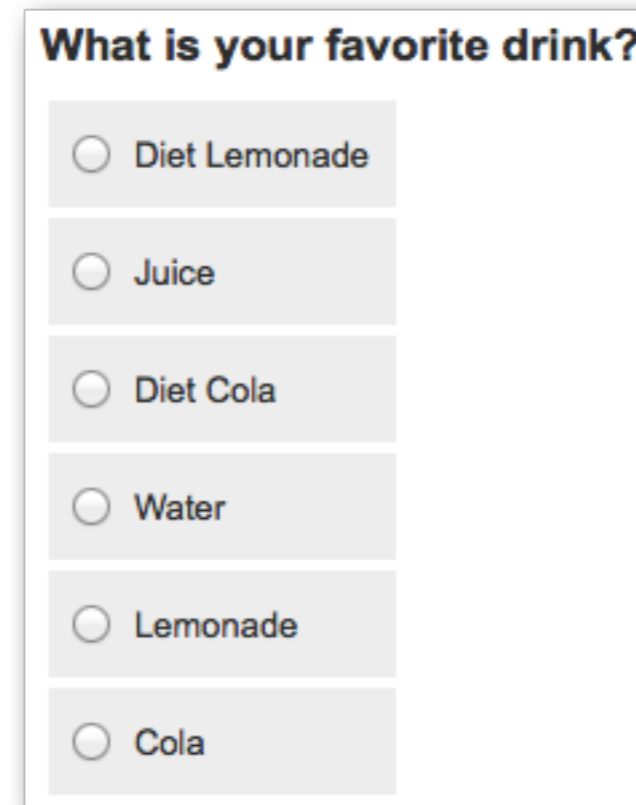 What is your favorite drink?
Diet Lemonade
Juice
Diet Cola
Water
Lemonade
Cola